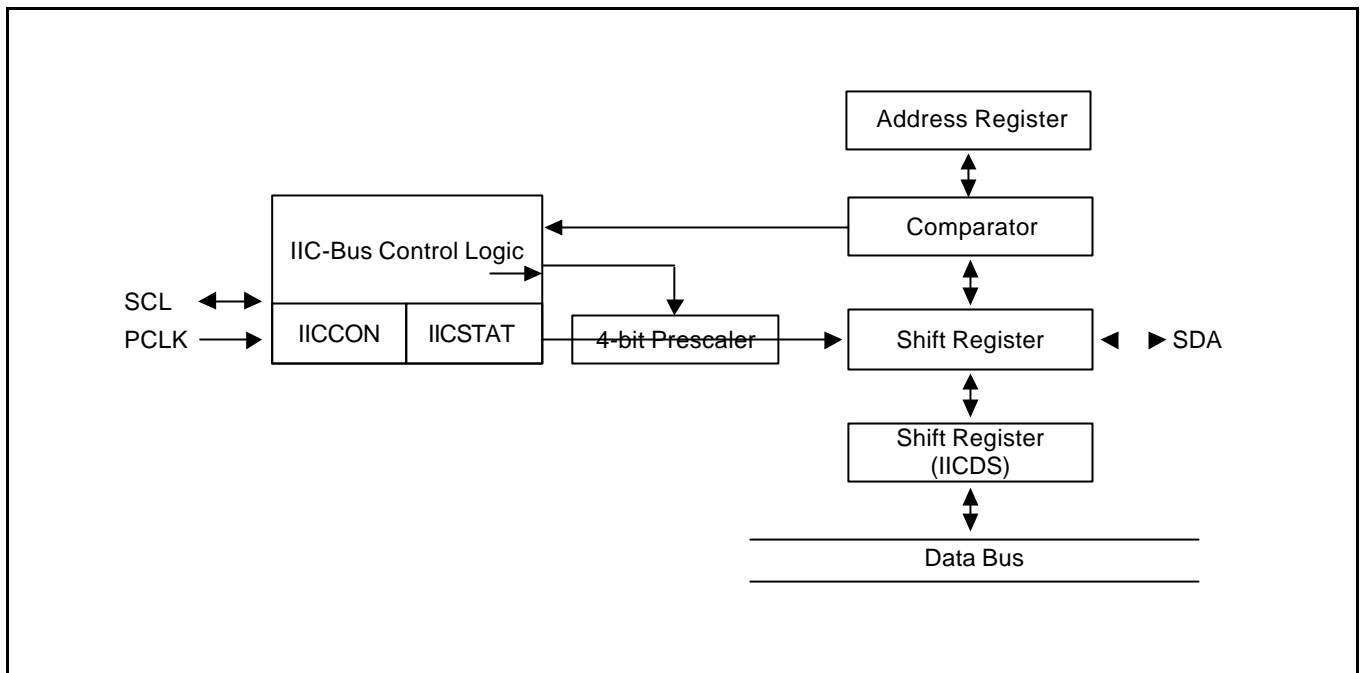 Address Register
Comparator
IIC-Bus Control Logic
SCL
PCLK
IICCON
IICSTAT
4-bit Prescaler
Shift Register
SDA
Shift Register
(IICDS)
Data Bus